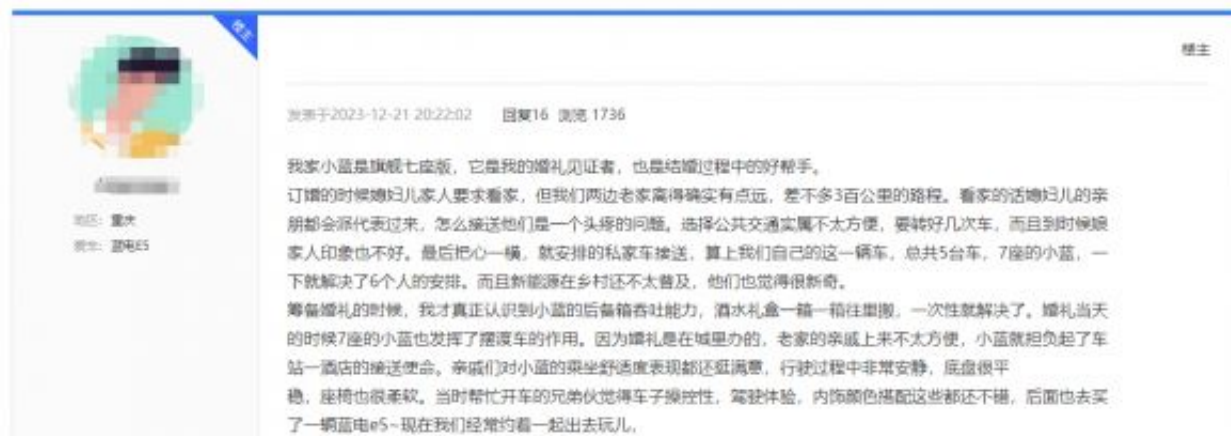 楼主
楼主
发表于2023-12-21 20:22:02 回复16 浏览 1736
地区: 重庆
爱车: 蓝电E5
我家小蓝是旗舰七座版，它是我的婚礼见证者，也是结婚过程中的好帮手。
订婚的时候媳妇儿家人要求看家，但我们两边老家离得确实有点远，差不多3百公里的路程。看家的话媳妇儿的亲
朋都会派代表过来，怎么接送他们是一个头疼的问题。选择公共交通实属不太方便，要转好几次车，而且到时候娘
家人印象也不好。最后把心一横，就安排的私家车接送，算上我们自己的这一辆车，总共5台车，7座的小蓝，一
下就解决了6个人的安排。而且新能源在乡村还不太普及，他们也觉得很新奇。
筹备婚礼的时候，我才真正认识到小蓝的后备箱吞吐能力，酒水礼盒一箱一箱往里搬，一次性就解决了。婚礼当天
的时候7座的小蓝也发挥了摆渡车的作用。因为婚礼是在城里办的，老家的亲戚上来不太方便，小蓝就担负起了车
站一酒店的接送使命。亲戚们对小蓝的乘坐舒适度表现都还挺满意，行驶过程中非常安静，底盘很平
稳，座椅也很柔软。当时帮忙开车的兄弟伙觉得车子操控性，驾驶体验，内饰颜色搭配这些都还不错，后面也去买
了一辆蓝电e5~现在我们经常约着一起出去玩儿，